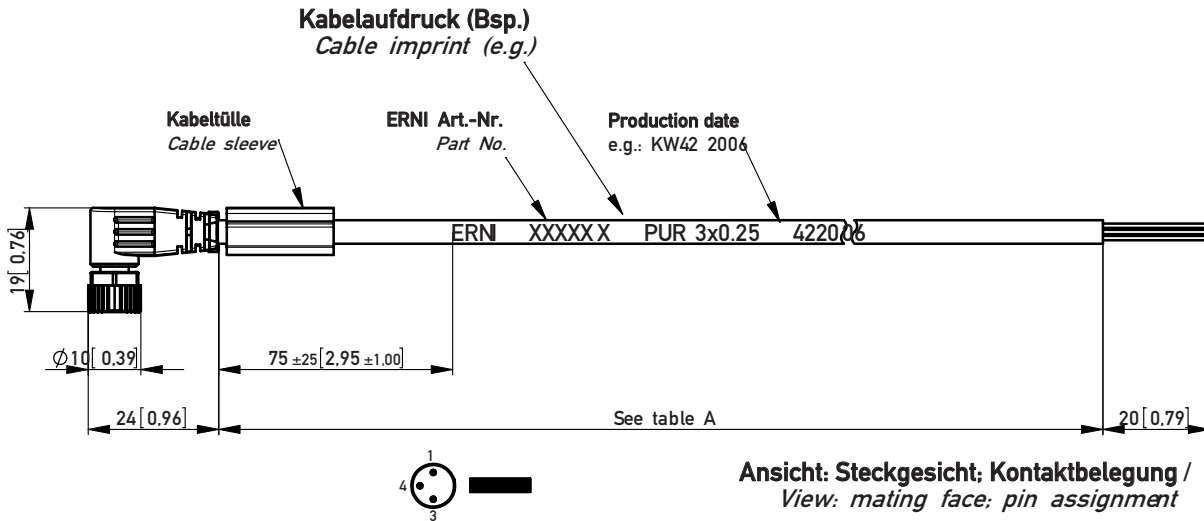 Kabelaufdruck (Bsp.)
Cable imprint (e.g.)
Kabeltülle
Cable sleeve
ERNI Art.-Nr.
Part No.
Production date
e.g.: KW42 2006
ERNI XXXXX X PUR 3x0.25 422006
19[ 0,76]
Ø10[ 0,39]
75 ±25[2,95 ±1,00]
24[0,96]
See table A
20[0,79]
1
4
3
Ansicht: Steckgesicht; Kontaktbelegung /
View: mating face; pin assignment